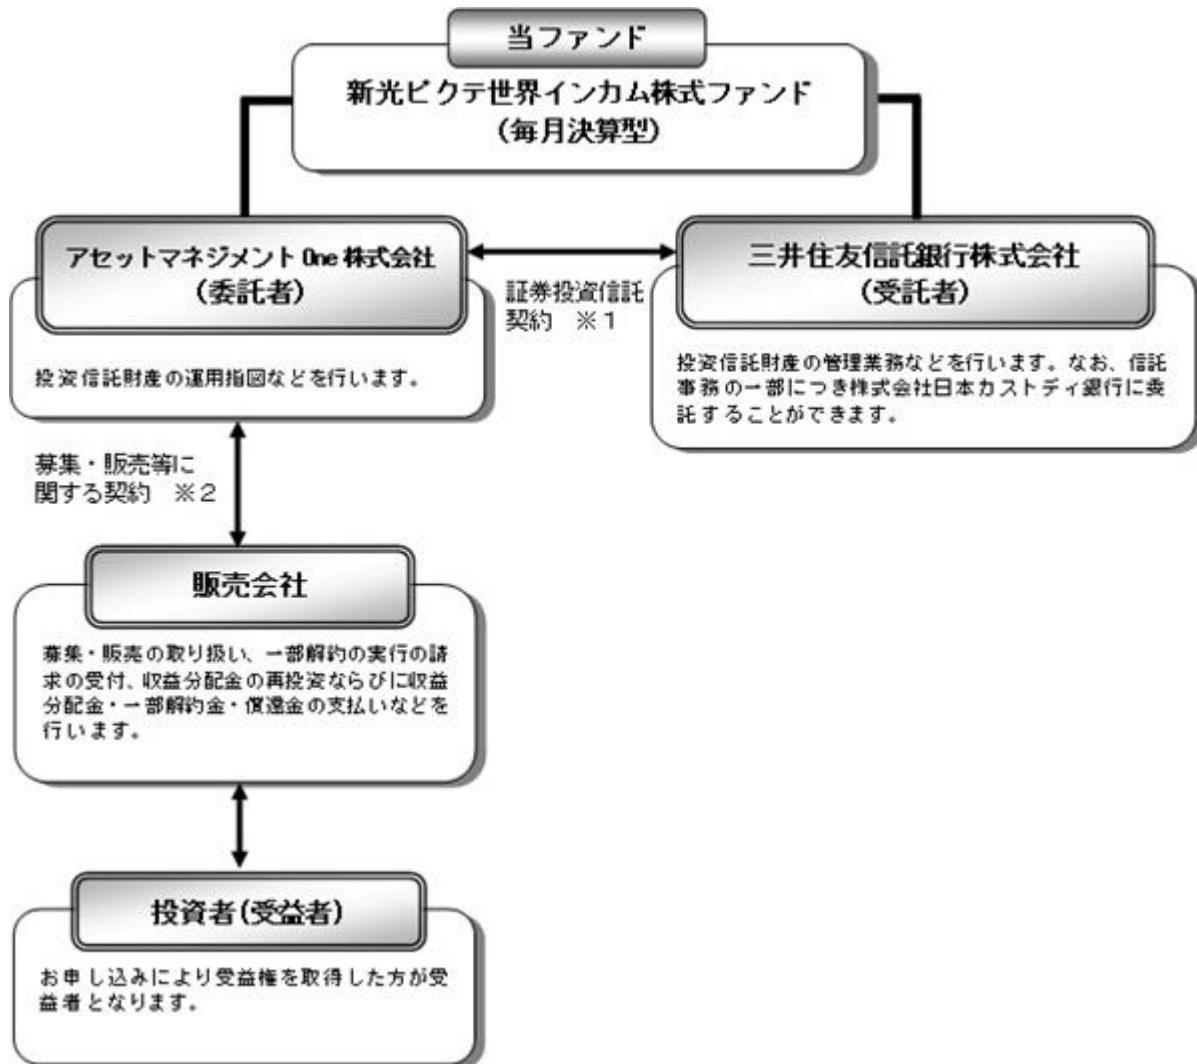 当ファンド
新光ピクテ世界インカム株式ファンド
(毎月決算型)
アセットマネジメントOne株式会社
(委託者)
投資信託財産の運用指図などを行います。
証券投資信託
契約 ※1
三井住友信託銀行株式会社
(受託者)
投資信託財産の管理業務などを行います。なお、信託
事務の一部につき株式会社日本カストディ銀行に委
託することができます。
募集・販売等に
関する契約 ※2
販売会社
募集・販売の取り扱い、一部解約の実行の請
求の受付、収益分配金の再投資ならびに収益
分配金・一部解約金・償還金の支払いなどを
行います。
投資者(受益者)
お申し込みにより受益権を取得した方が受
益者となります。